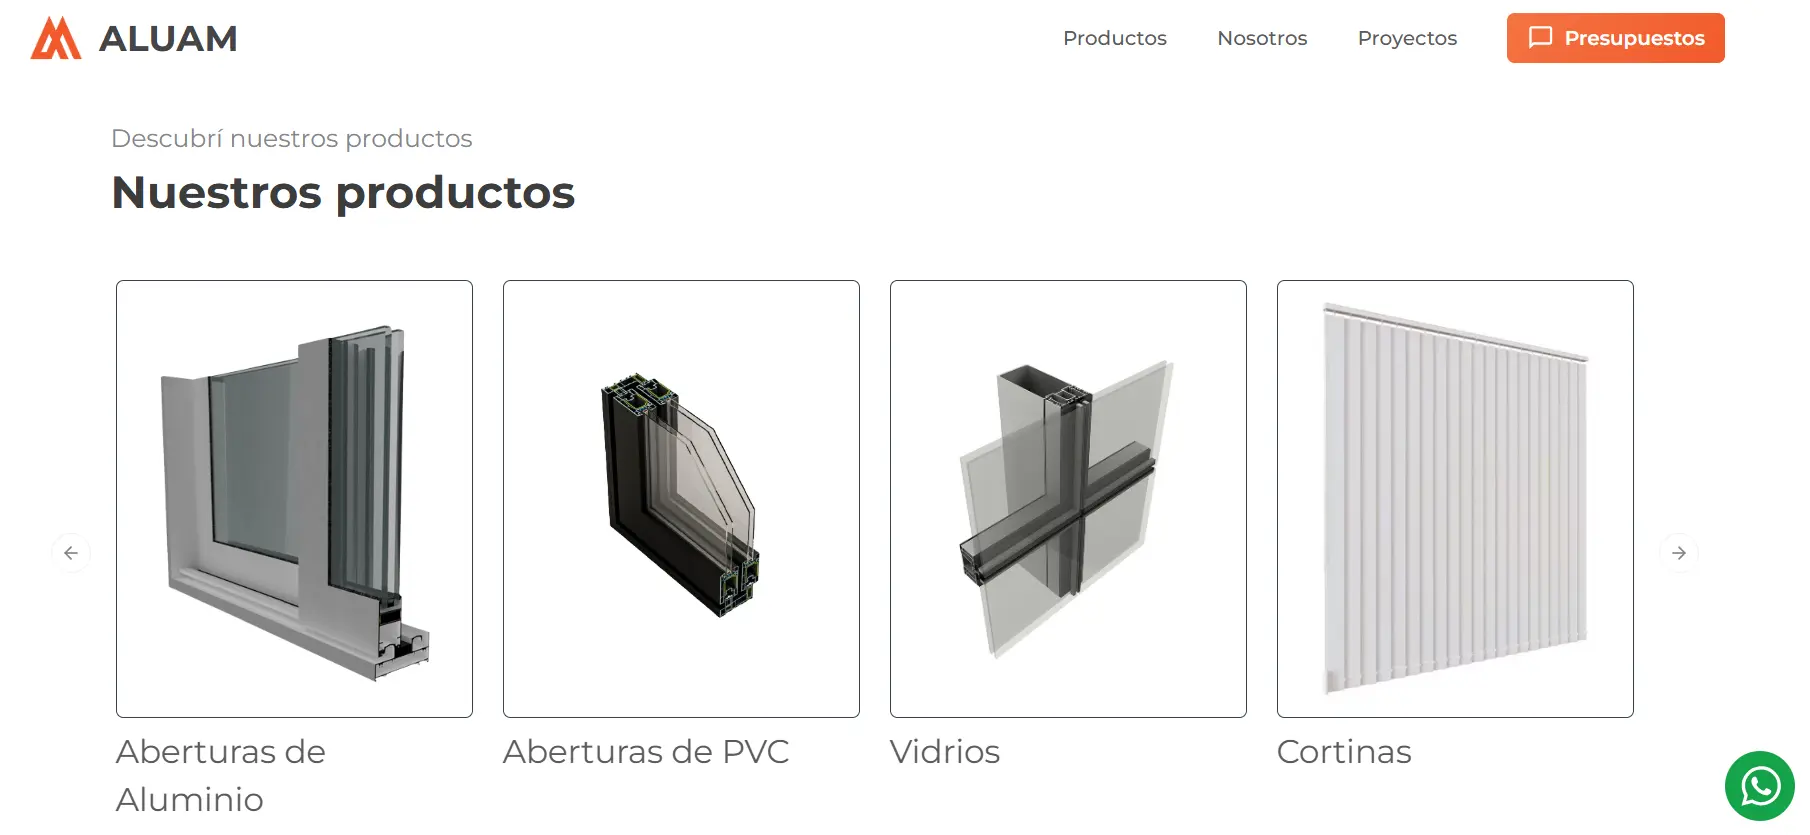 ALUAM
Productos
Nosotros
Proyectos
Presupuestos
Descubrí nuestros productos
Nuestros productos
Aberturas de
Aluminio
Aberturas de PVC
Vidrios
Cortinas